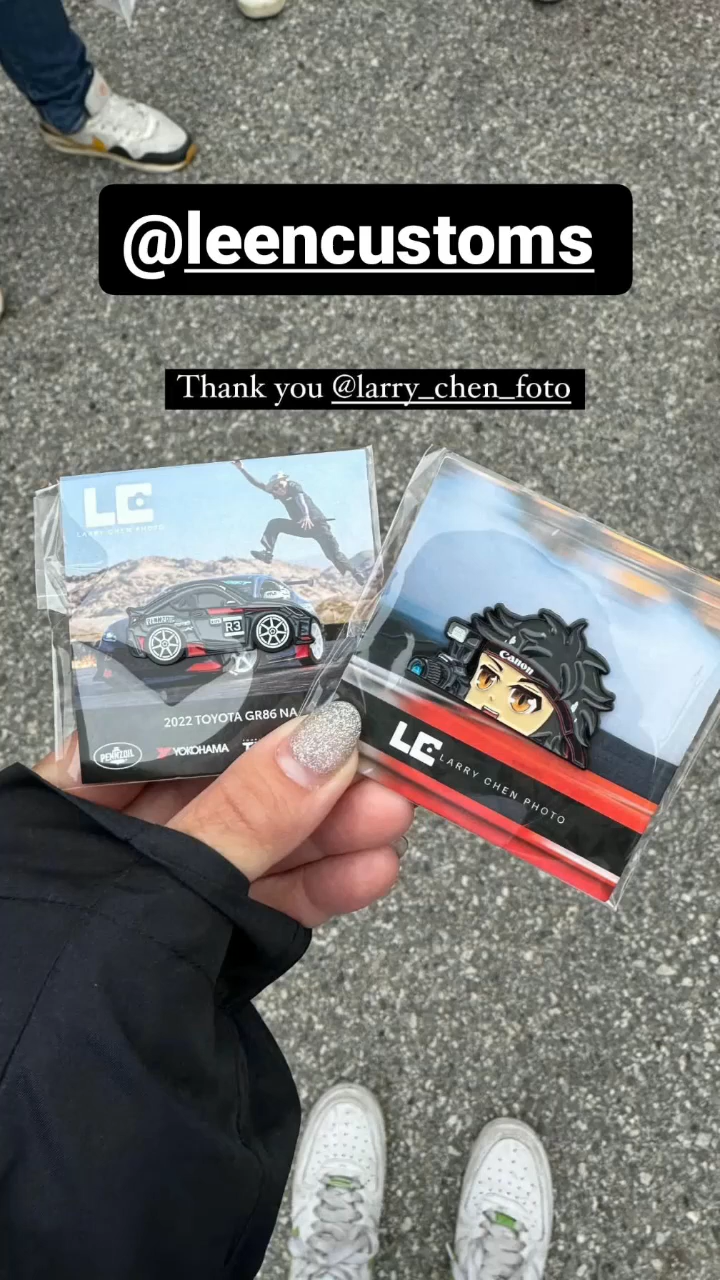 @leencustoms
Thank you @larry_chen_foto
LC
LARRY CHEN PHOTO
R3
2022 TOYOTA GR86 NA
PENNZOIL
YOKOHAMA
Canon
LC
LARRY CHEN PHOTO